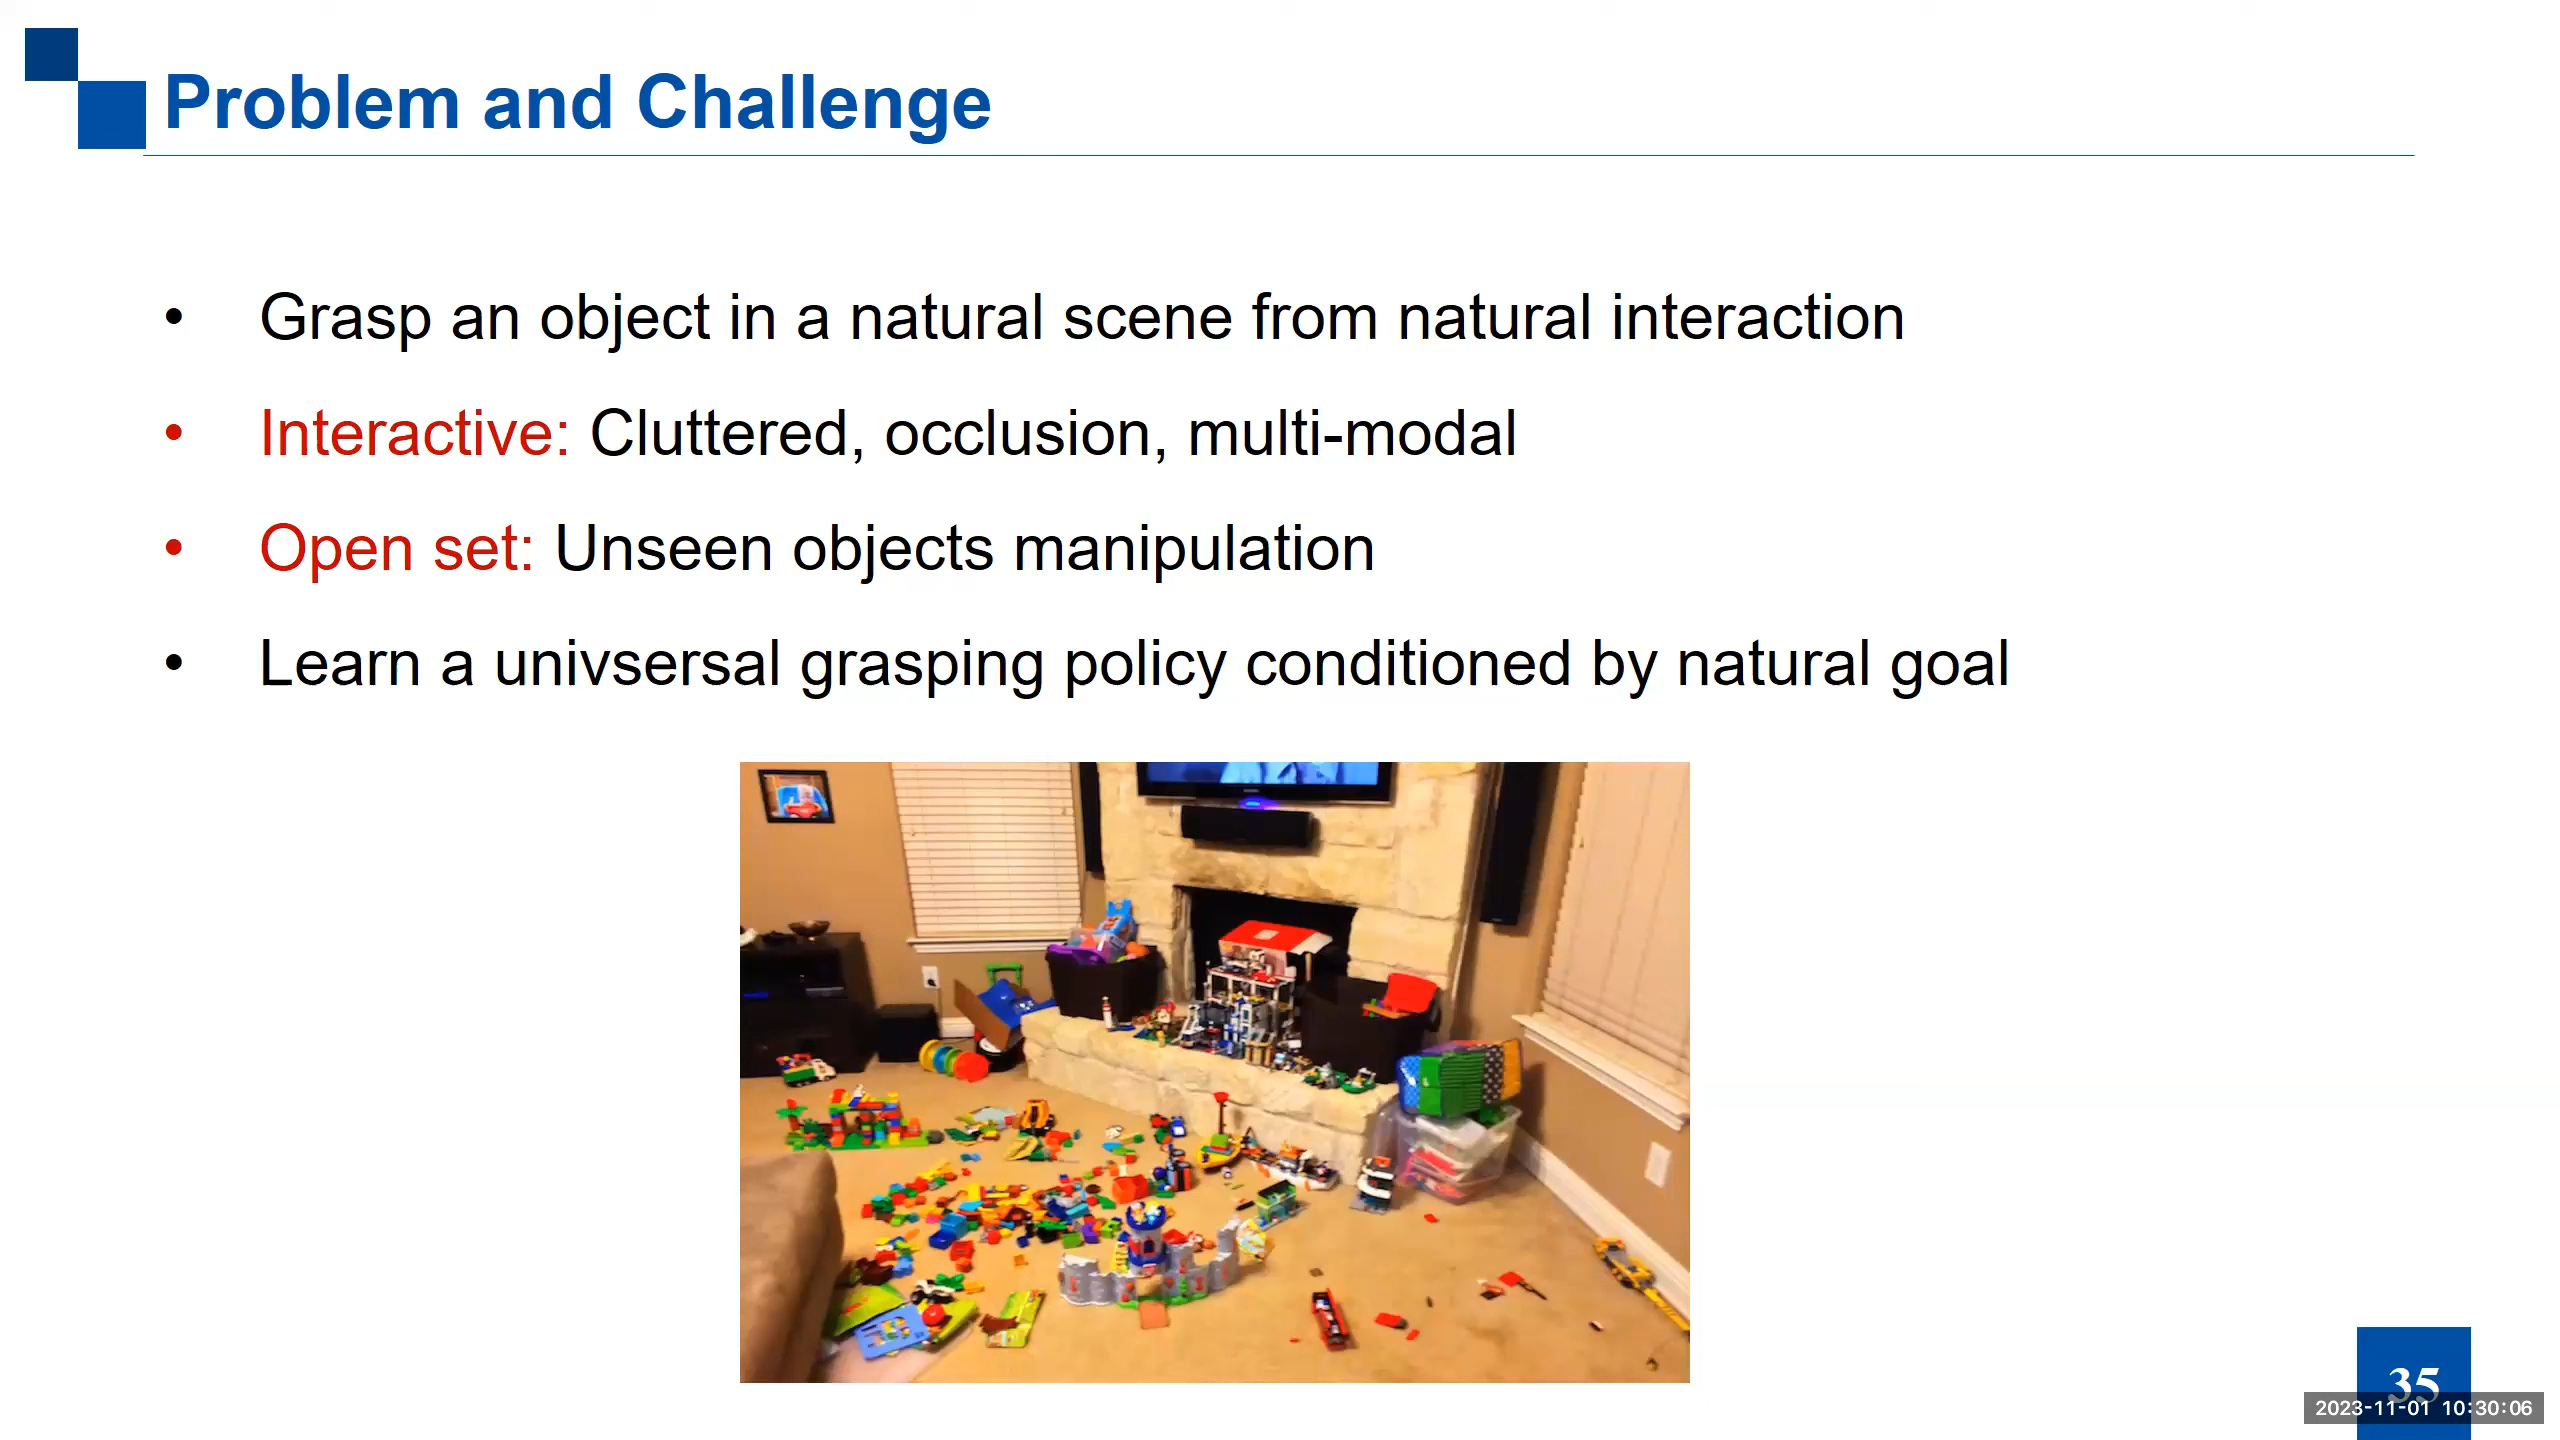 Problem and Challenge
• Grasp an object in a natural scene from natural interaction
• Interactive: Cluttered, occlusion, multi-modal
• Open set: Unseen objects manipulation
• Learn a univsersal grasping policy conditioned by natural goal
35
2023-11-01 10:30:06